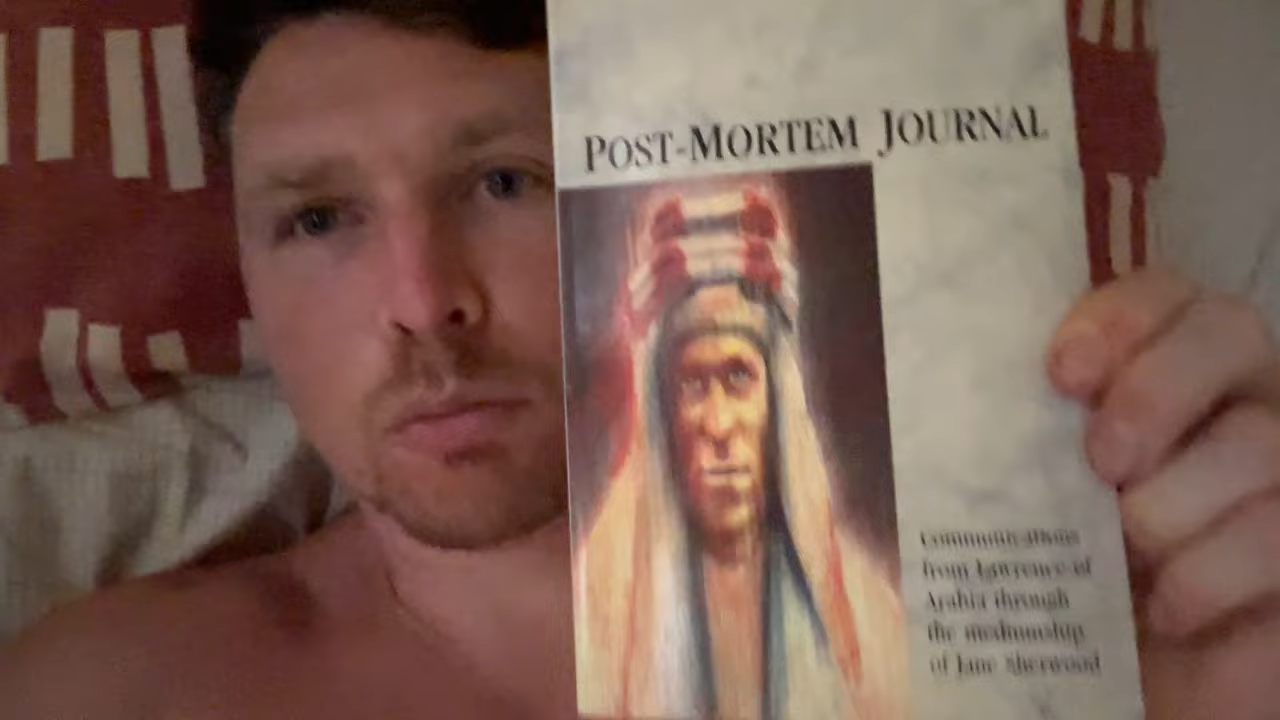 POST-MORTEM JOURNAL
Communications
from Lawrence of
Arabia through
the mediumship
of Jane Sherwood